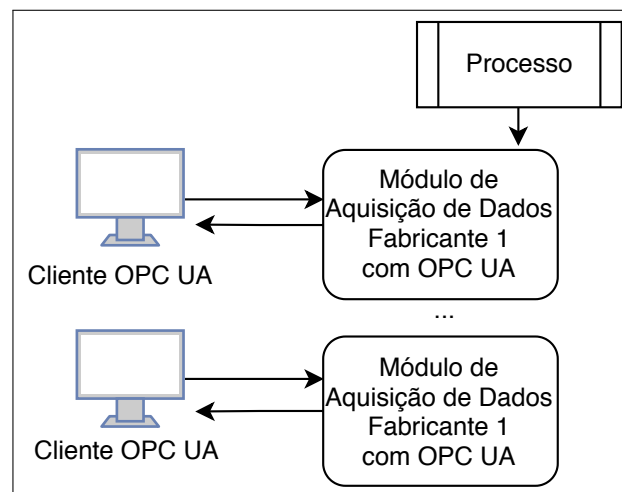 Processo
Módulo de
Aquisição de Dados
Fabricante 1
com OPC UA
Cliente OPC UA
...
Módulo de
Aquisição de Dados
Fabricante 1
com OPC UA
Cliente OPC UA